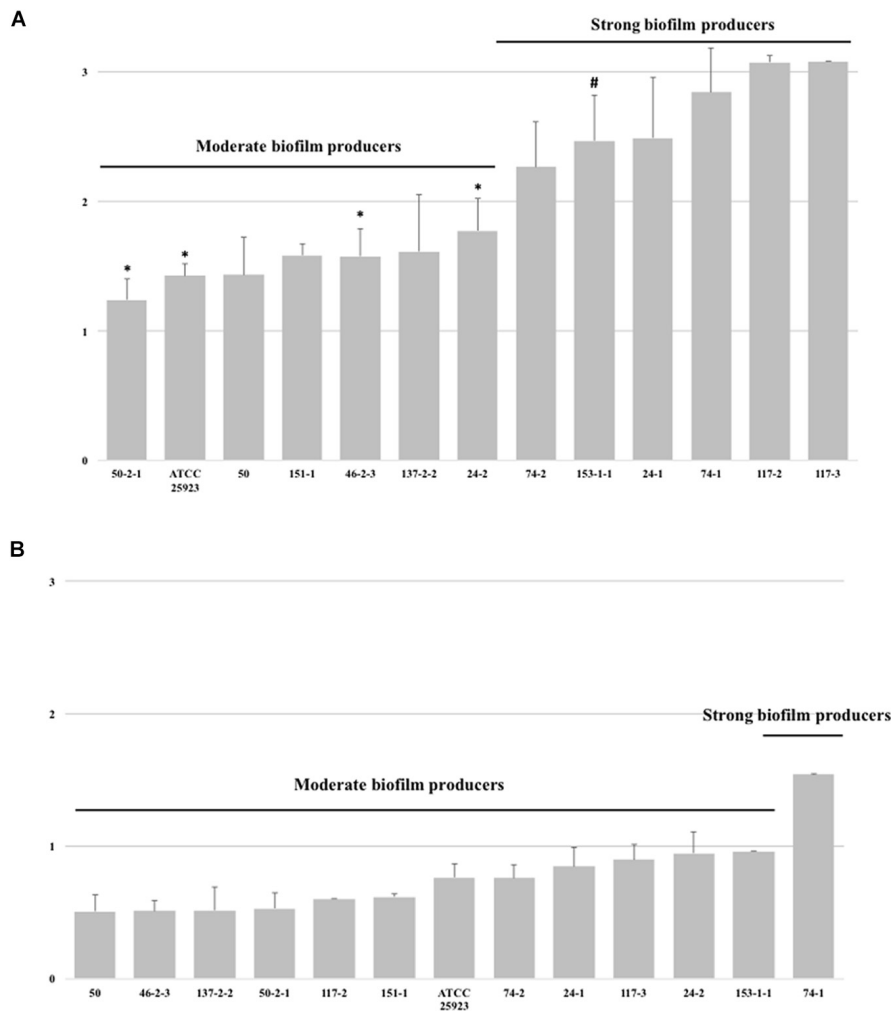 A
Strong biofilm producers
3
#
Moderate biofilm producers
2
* * * *
1
0
50-2-1 ATCC 50 151-1 46-2-3 137-2-2 24-2 74-2 153-1-1 24-1 74-1 117-2 117-3
25923
B
3
2
Strong biofilm producers
Moderate biofilm producers
1
0
50 46-2-3 137-2-2 50-2-1 117-2 151-1 ATCC 74-2 24-1 117-3 24-2 153-1-1 74-1
25923